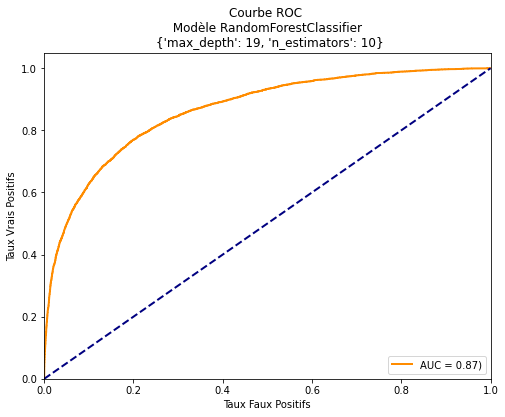 Courbe ROC
Modèle RandomForestClassifier
{'max_depth': 19, 'n_estimators': 10}
Taux Vrais Positifs
1.0
0.8
0.6
0.4
0.2
0.0
0.0 0.2 0.4 0.6 0.8 1.0
AUC = 0.87)
Taux Faux Positifs